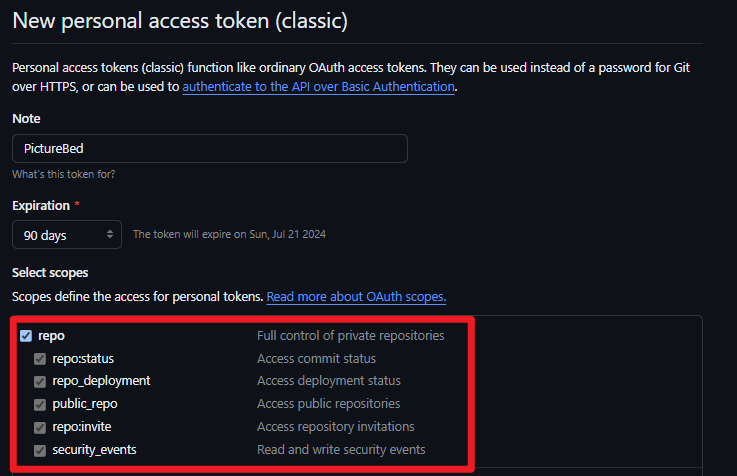 New personal access token (classic)
Personal access tokens (classic) function like ordinary OAuth access tokens. They can be used instead of a password for Git
over HTTPS, or can be used to authenticate to the API over Basic Authentication.
Note
PictureBed
What's this token for?
Expiration *
90 days The token will expire on Sun, Jul 21 2024
Select scopes
Scopes define the access for personal tokens. Read more about OAuth scopes.
repo Full control of private repositories
repo:status Access commit status
repo_deployment Access deployment status
public_repo Access public repositories
repo:invite Access repository invitations
security_events Read and write security events